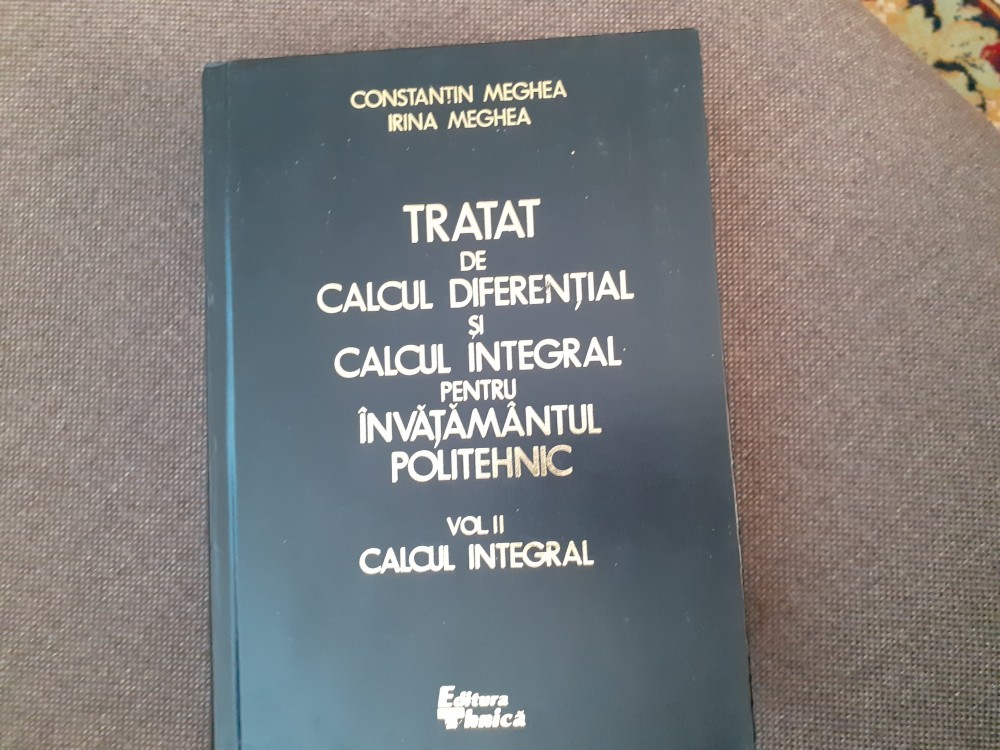 CONSTANTIN MEGHEA
IRINA MEGHEA
TRATAT
DE
CALCUL DIFERENȚIAL
ȘI
CALCUL INTEGRAL
PENTRU
ÎNVĂȚĂMÂNTUL
POLITEHNIC
VOL II
CALCUL INTEGRAL
Editura
Tehnică